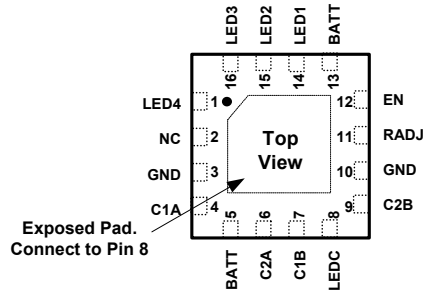 LED3 LED2 LED1 BATT
16 15 14 13
LED4 1 12 EN
NC 2 11 RADJ
Top
View
GND 3 10 GND
C1A 4 9 C2B
5 6 7 8
Exposed Pad.
Connect to Pin 8
BATT C2A C1B LEDC